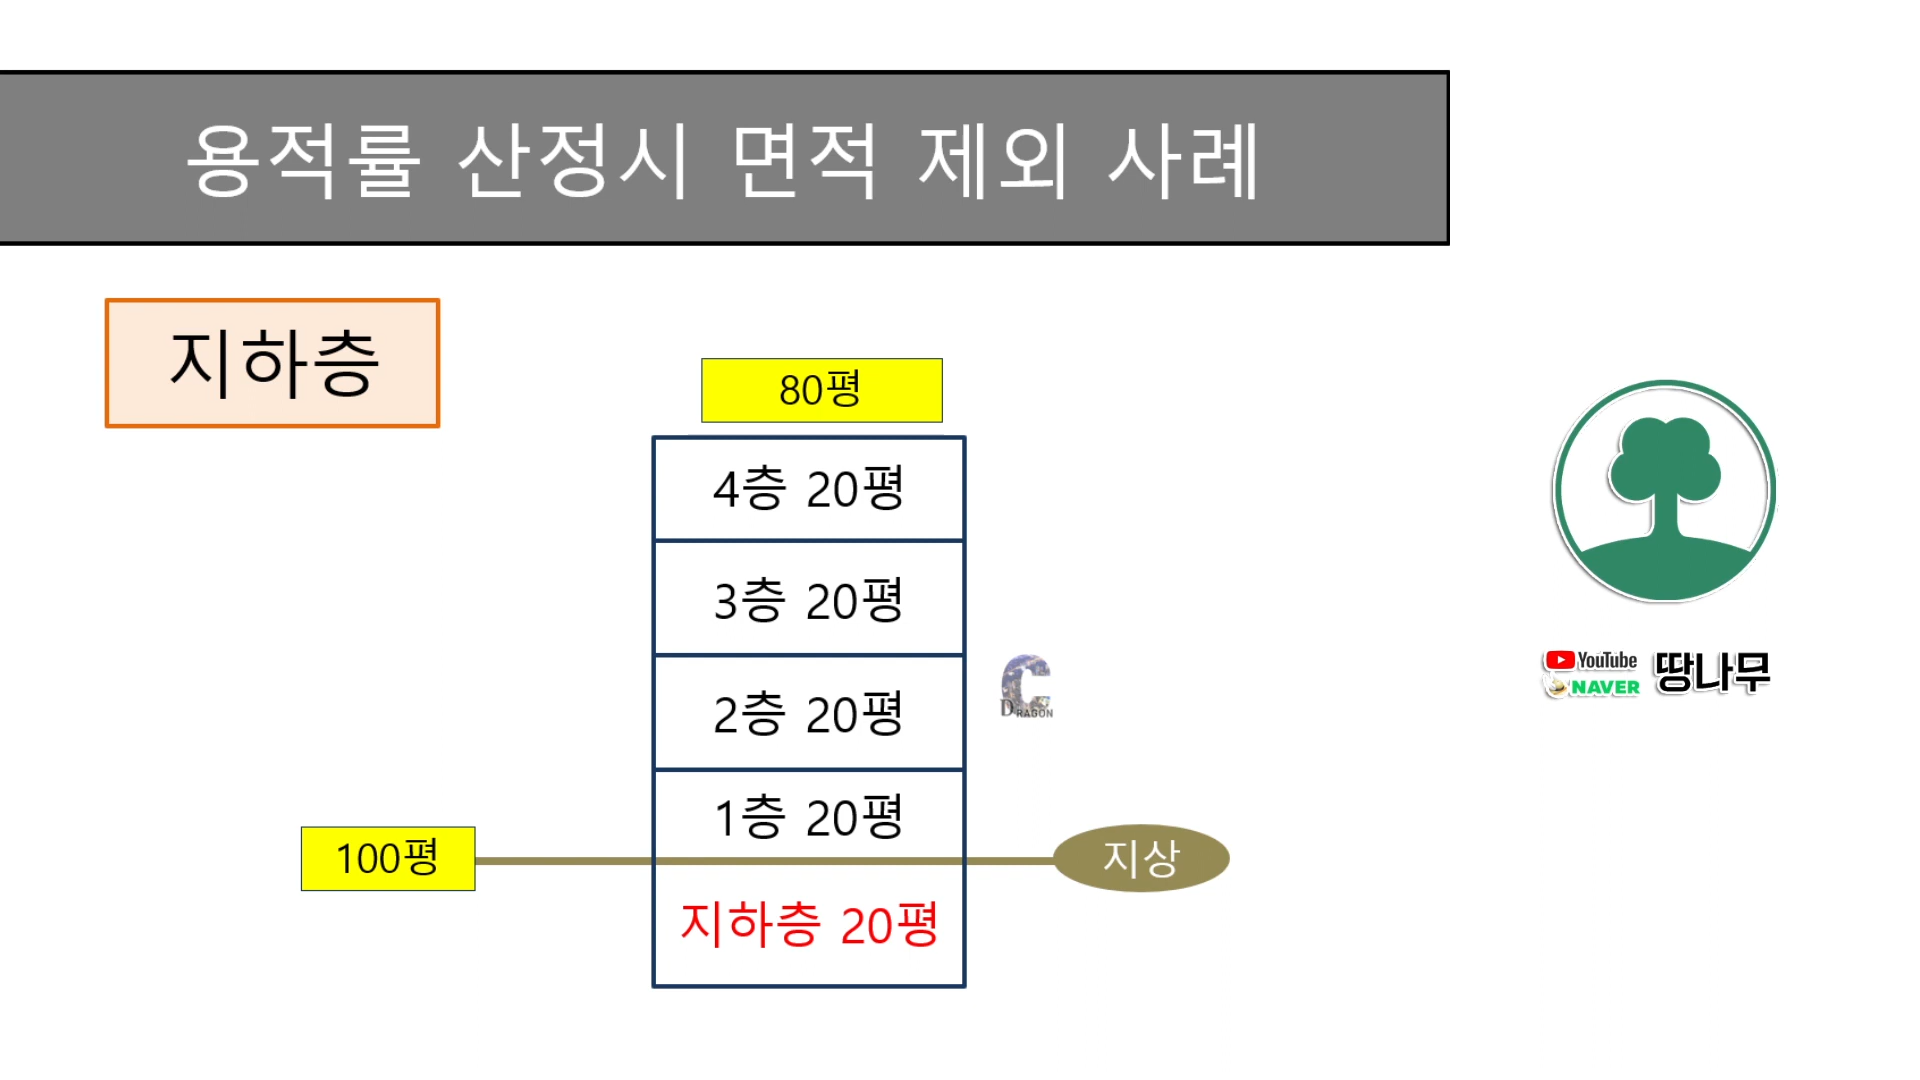 용적률 산정시 면적 제외 사례
지하층
80평
4층 20평
3층 20평
2층 20평
1층 20평
100평
지상
지하층 20평
C
DRAGON
YouTube
NAVER
땅나무